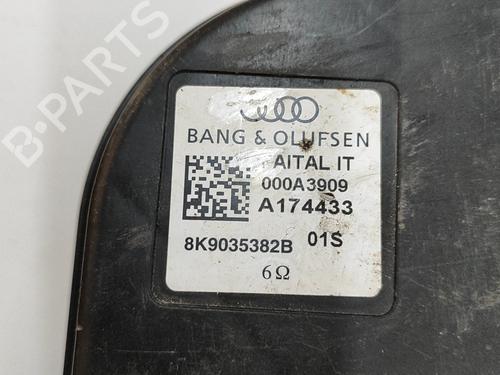 B-PARTS
BANG & OLUFSEN
AITAL IT
000A3909
A174433
8K9035382B 01S
6Ω